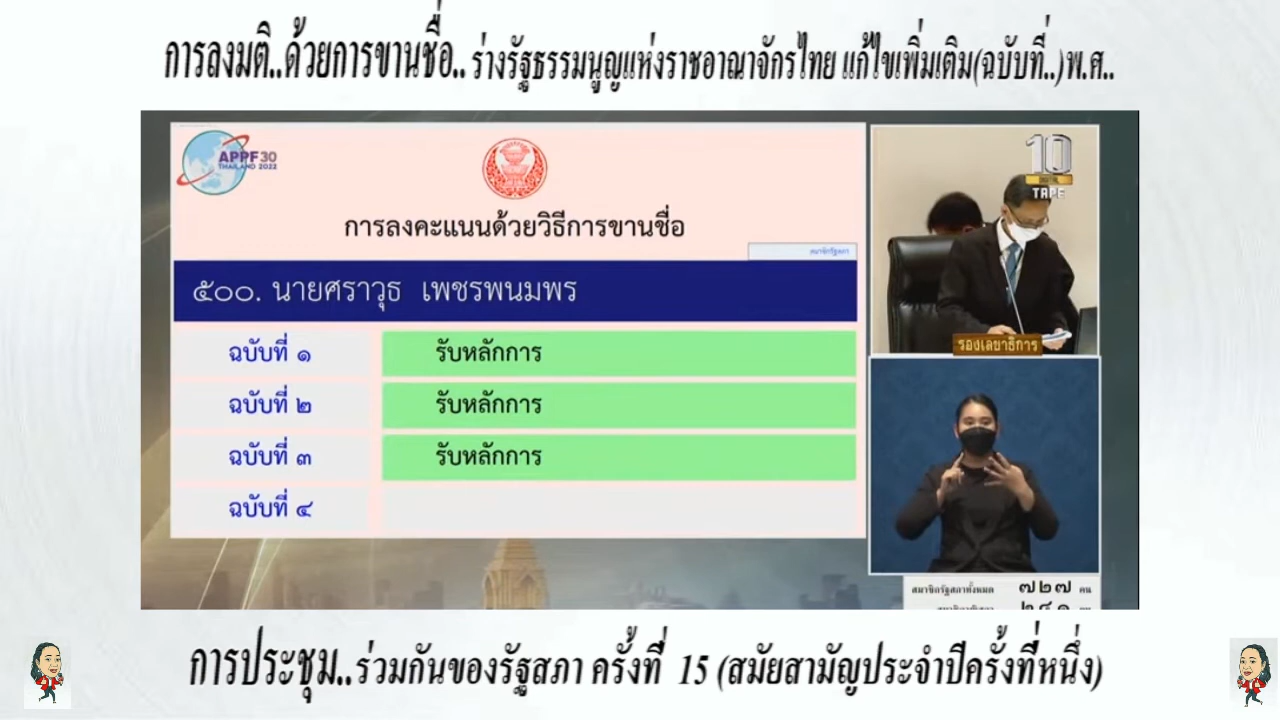 การลงมติ..ด้วยการขานชื่อ.. ร่างรัฐธรรมนูญแห่งราชอาณาจักรไทย แก้ไขเพิ่มเติม(ฉบับที่..)พ.ศ..
APPF30
THAILAND 2022
10
DIGITAL
TAPE
การลงคะแนนด้วยวิธีการขานชื่อ
สมาชิกรัฐสภา
๕๐๐. นายศราวุธ เพชรพนมพร
ฉบับที่ ๑ รับหลักการ
รองเลขาธิการ
ฉบับที่ ๒ รับหลักการ
ฉบับที่ ๓ รับหลักการ
ฉบับที่ ๔
สมาชิกรัฐสภาทั้งหมด ๗๒๗ คน
การประชุม..ร่วมกันของรัฐสภา ครั้งที่ 15 (สมัยสามัญประจำปีครั้งที่หนึ่ง)